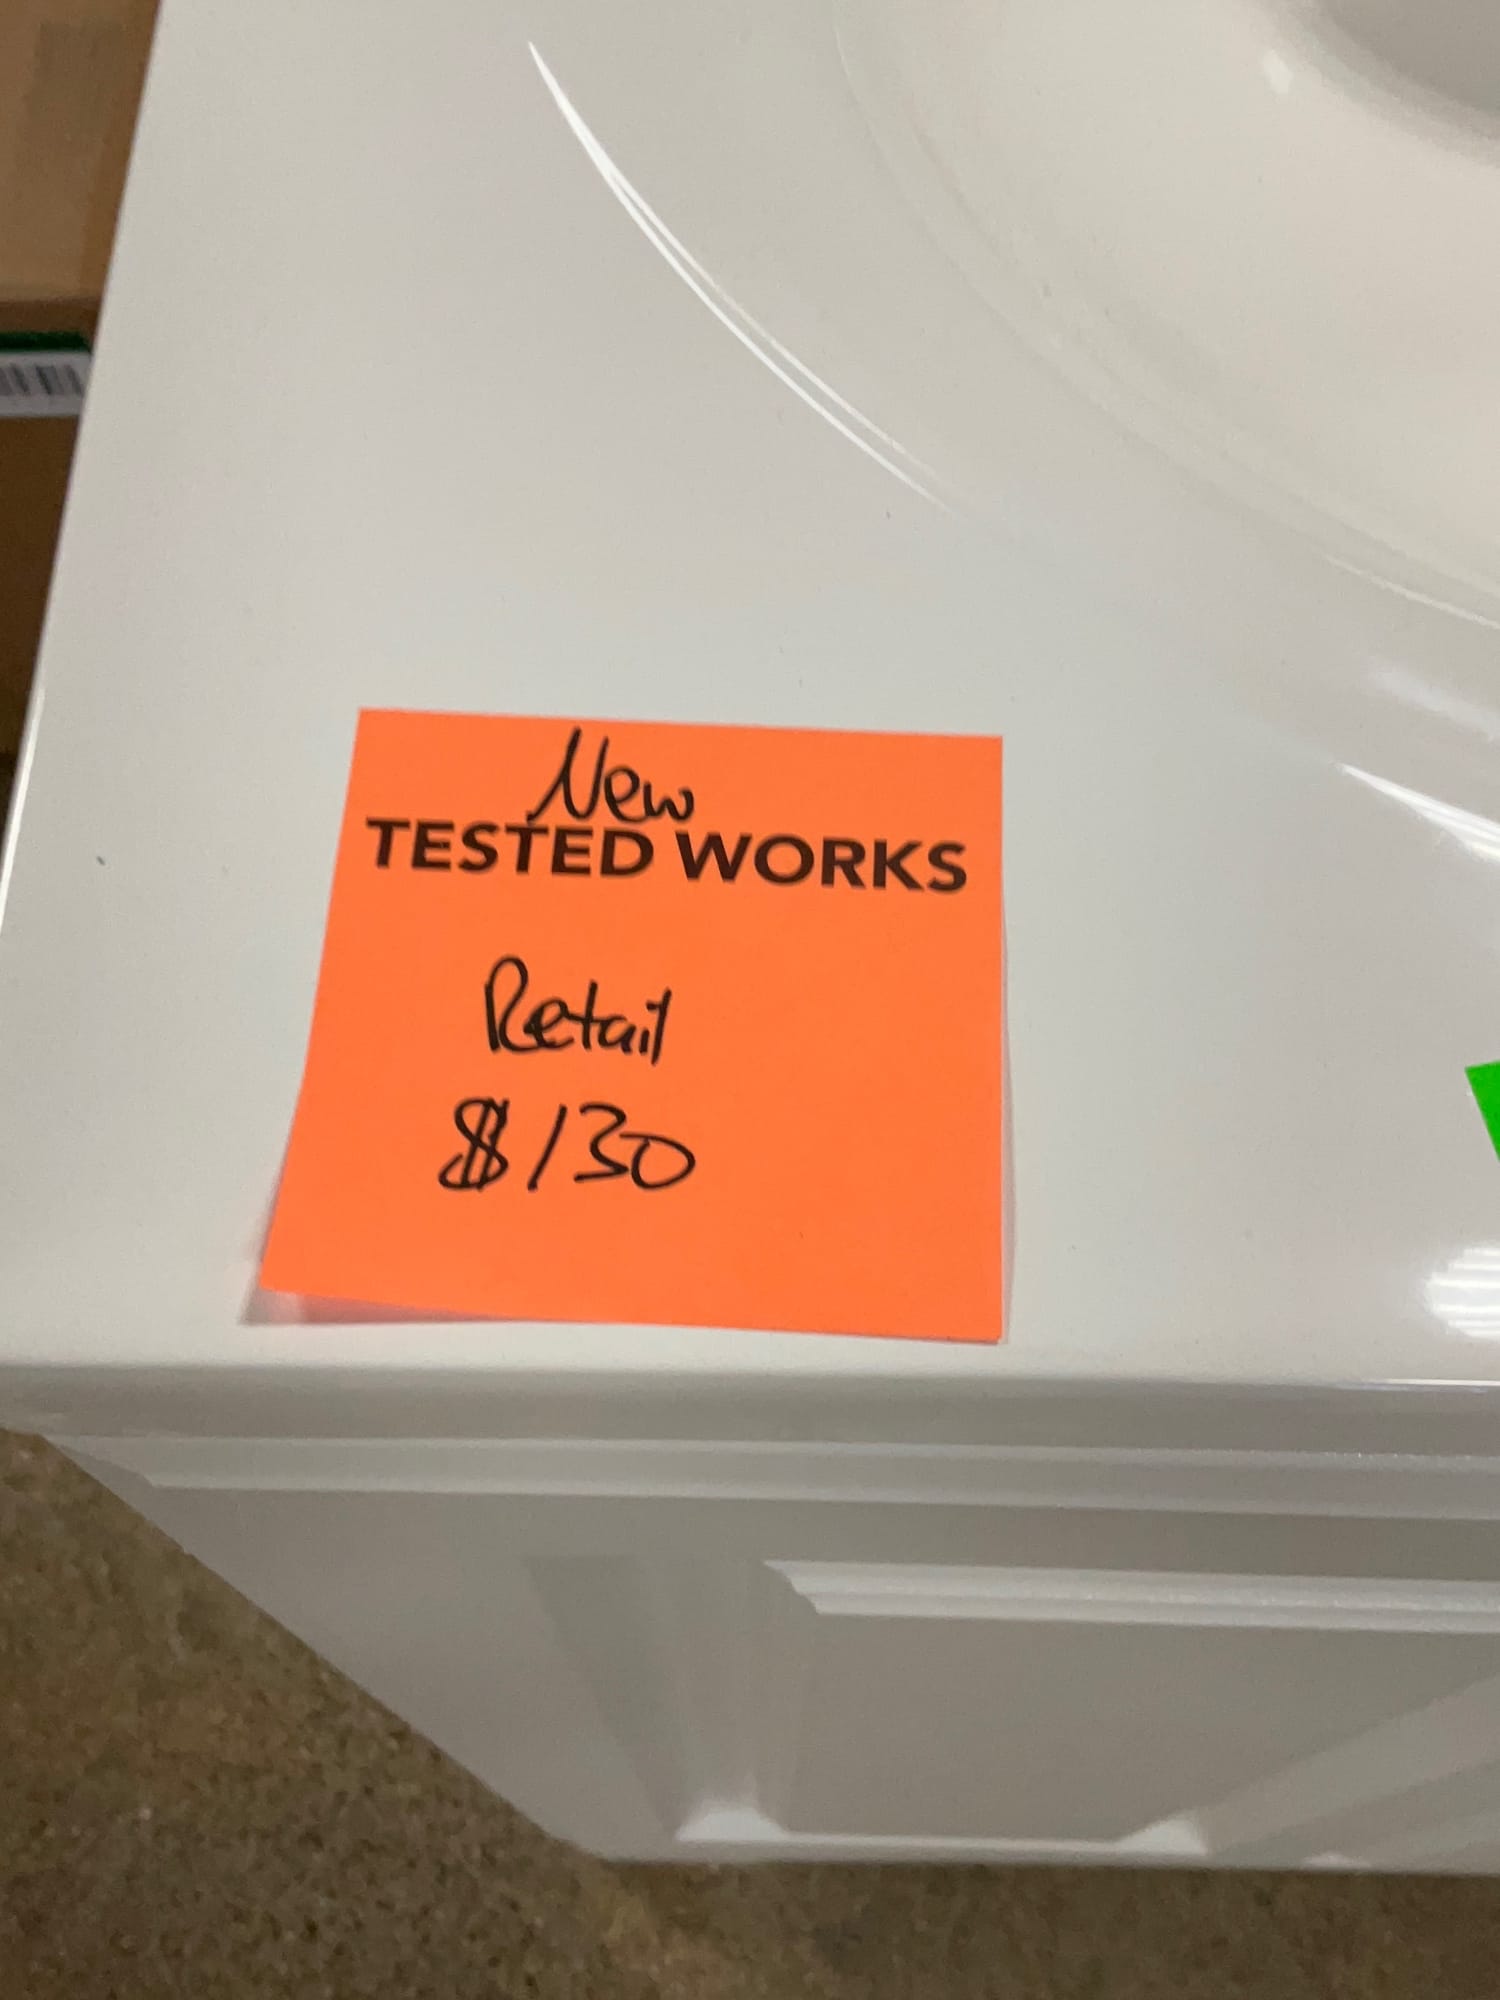 New
TESTED WORKS
Retail
$130